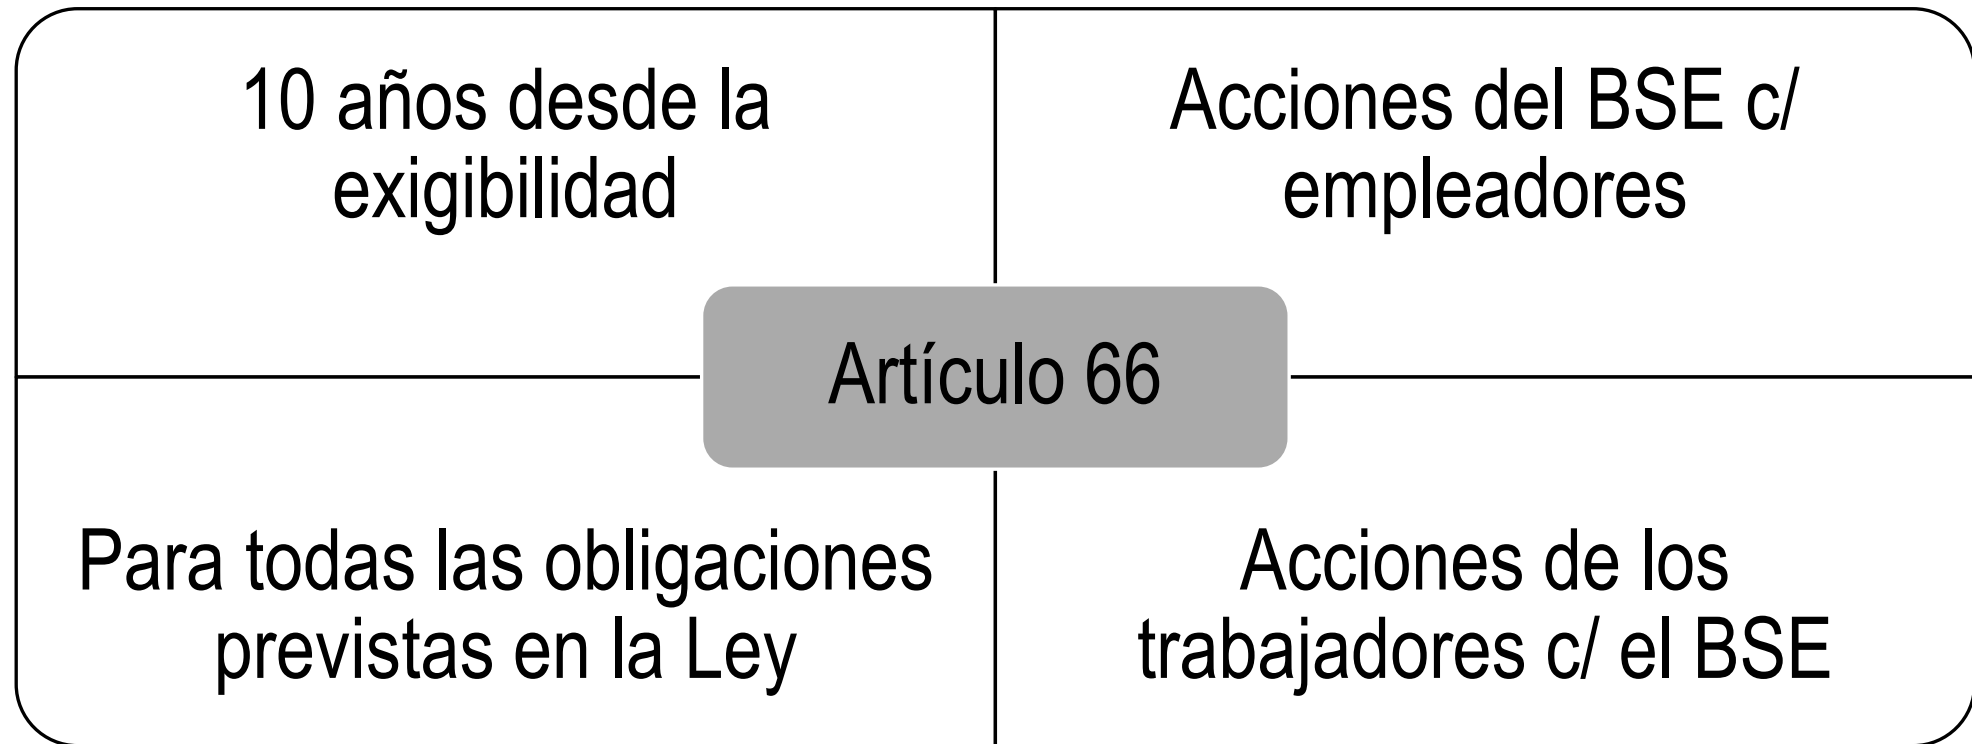 10 años desde la
exigibilidad
Acciones del BSE c/
empleadores
Artículo 66
Para todas las obligaciones
previstas en la Ley
Acciones de los
trabajadores c/ el BSE